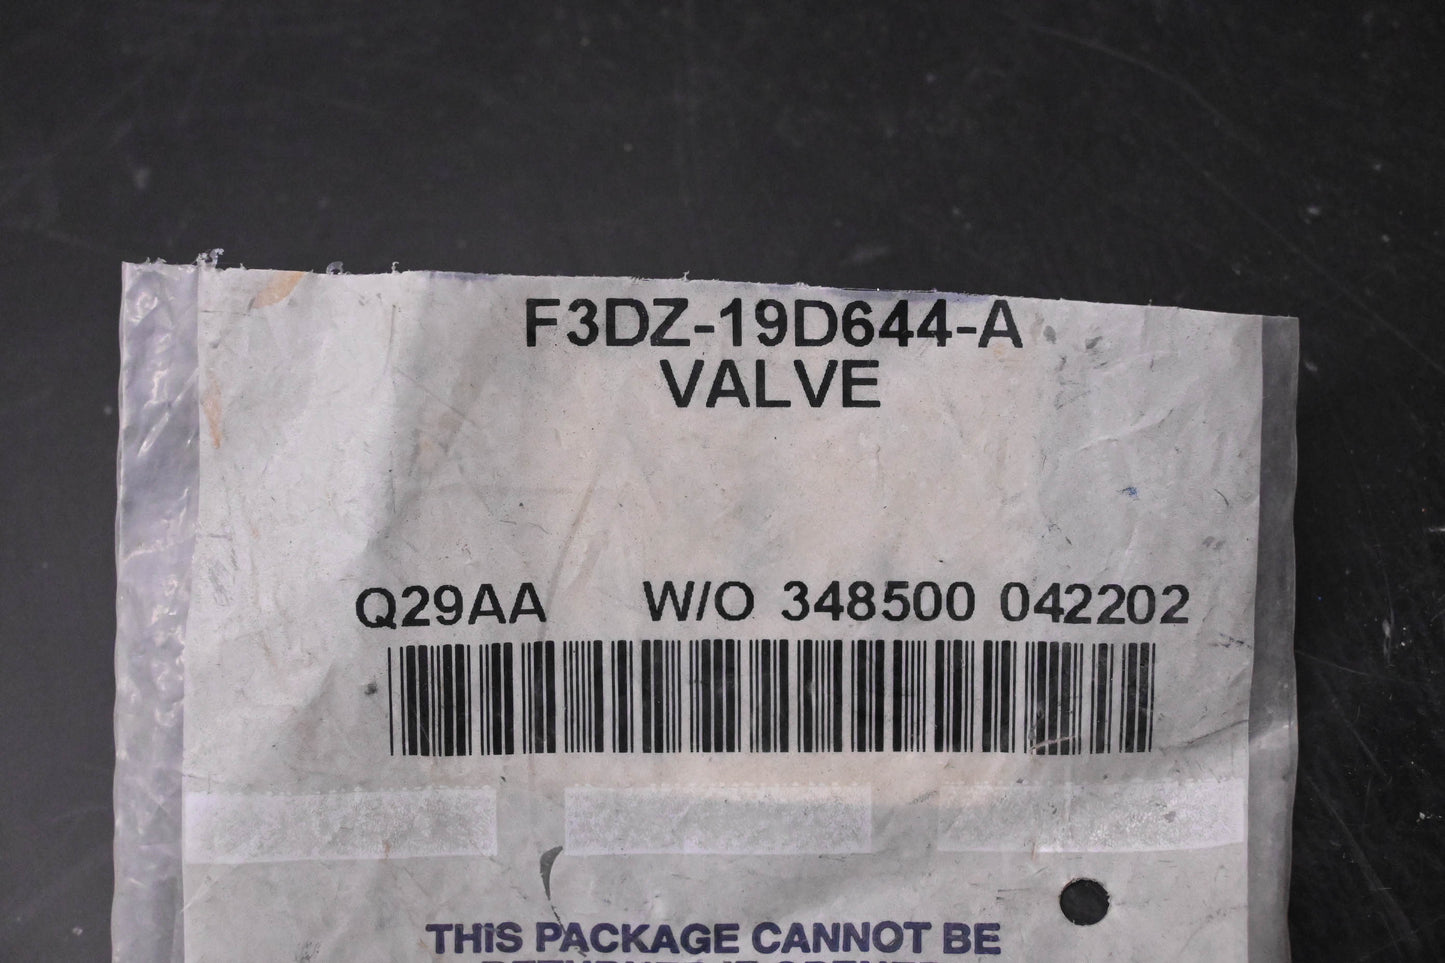 F3DZ-19D644-A
VALVE
Q29AA W/O 348500 042202
THIS PACKAGE CANNOT BE